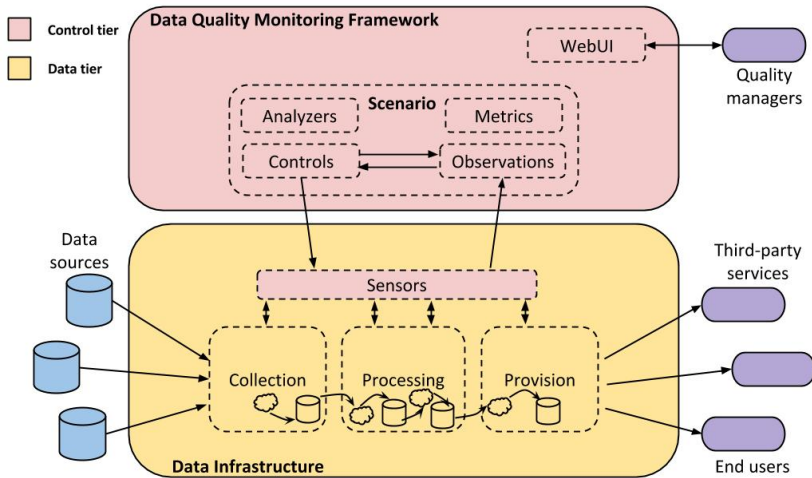 Data Quality Monitoring Framework
Control tier
Data tier
WebUI
Quality
managers
Scenario
Analyzers
Metrics
Controls
Observations
Data
sources
Third-party
services
Sensors
Collection
Processing
Provision
Data Infrastructure
End users